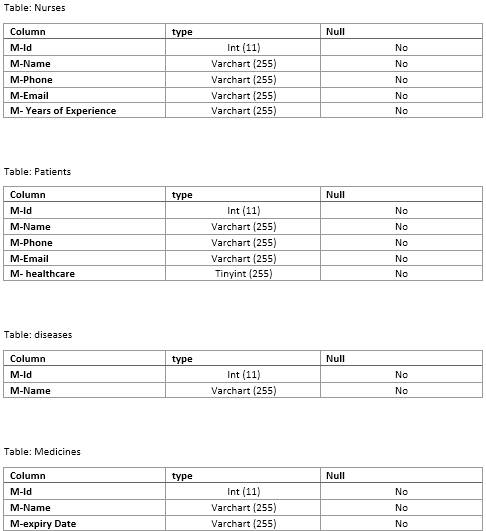 Table: Nurses
Column type Null
M-Id Int (11) No
M-Name Varchart (255) No
M-Phone Varchart (255) No
M-Email Varchart (255) No
M- Years of Experience Varchart (255) No
Table: Patients
Column type Null
M-Id Int (11) No
M-Name Varchart (255) No
M-Phone Varchart (255) No
M-Email Varchart (255) No
M- healthcare Tinyint (255) No
Table: diseases
Column type Null
M-Id Int (11) No
M-Name Varchart (255) No
Table: Medicines
Column type Null
M-Id Int (11) No
M-Name Varchart (255) No
M-expiry Date Varchart (255) No